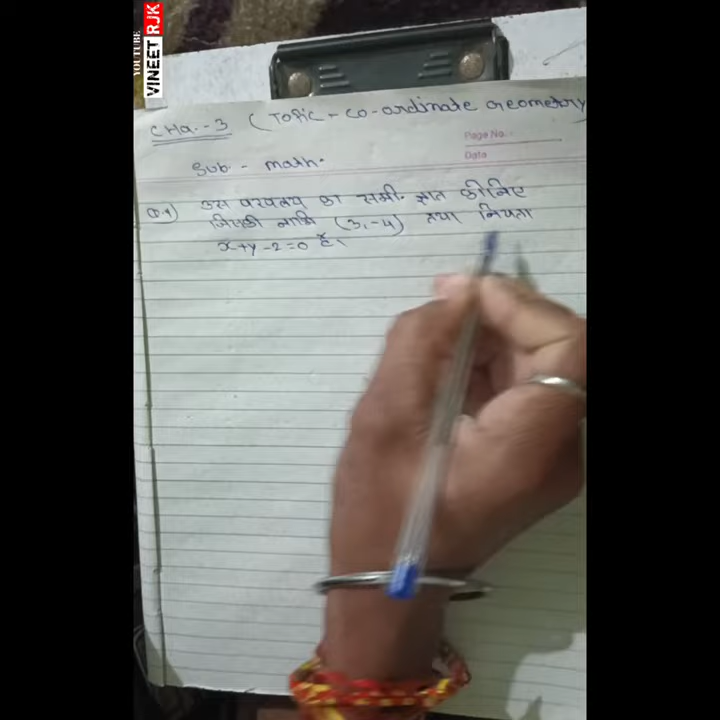 YOUTUBE
VINEET RJK
CHa.-3 (Topic - Co-ordinate Geometry)
Page No.
Date
Sub - math.
Q.1) उस परवलय का समी. ज्ञात कीजिए
जिसकी नाभि (3, -4) तथा नियता
x+y-2=0 है।